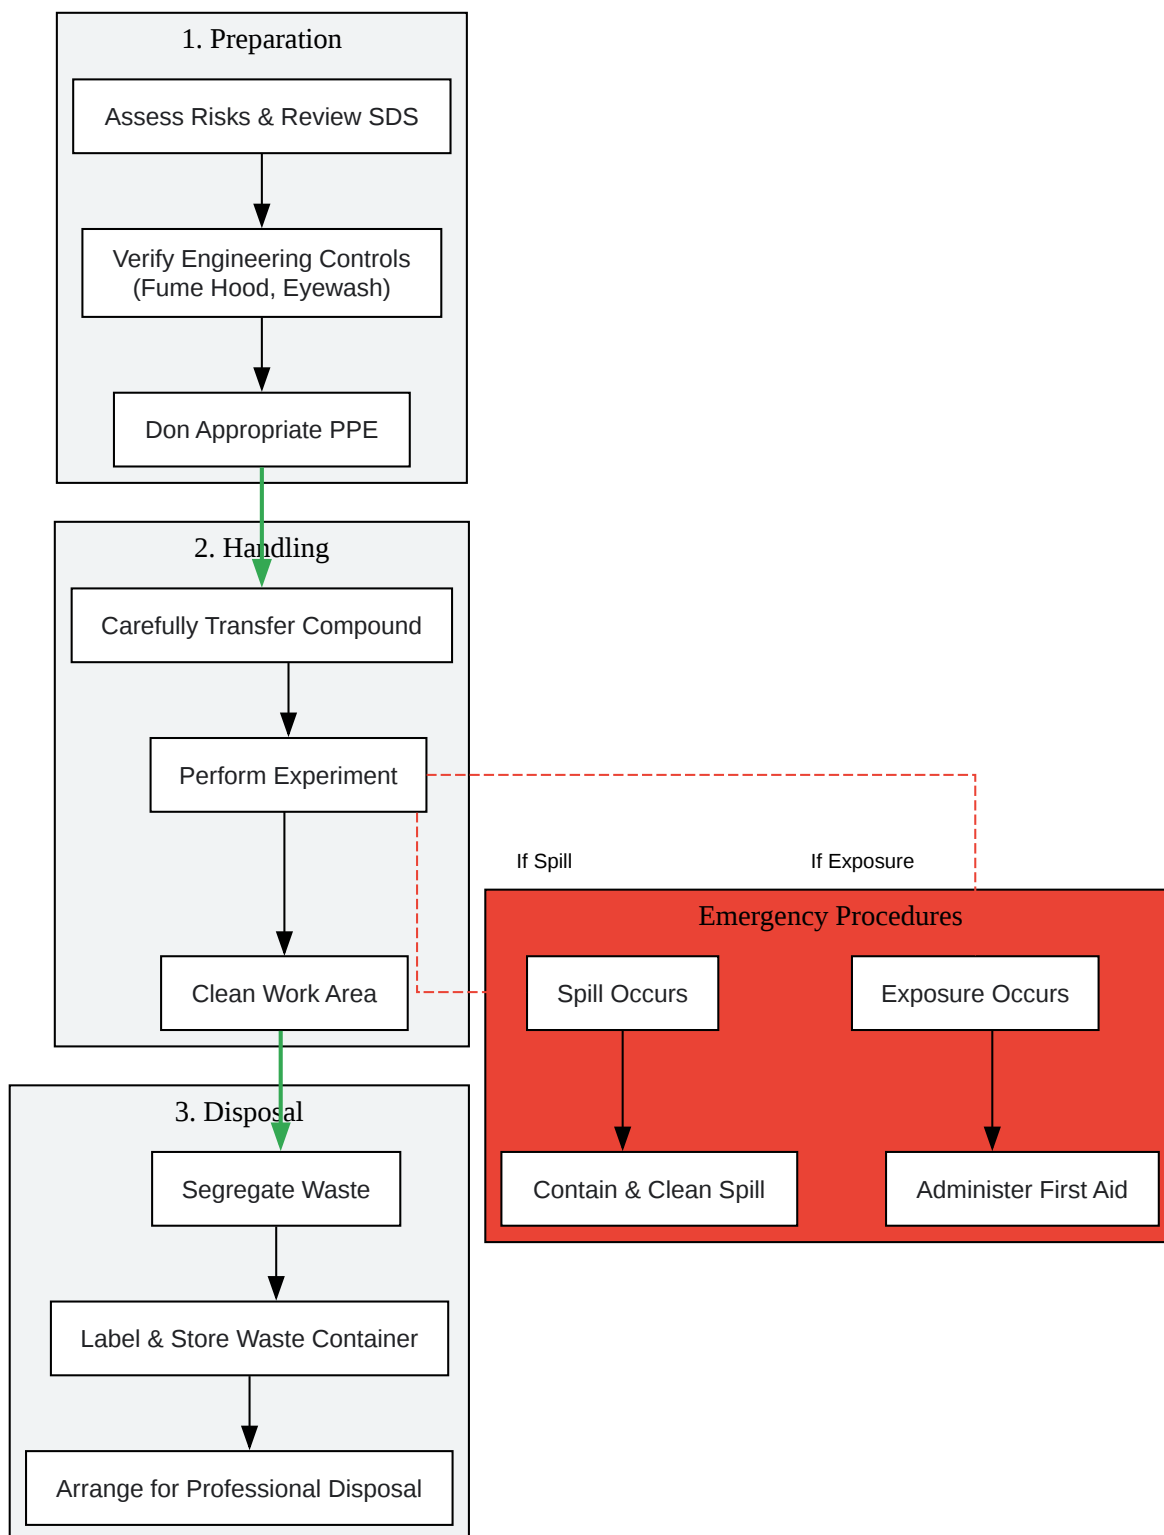 1. Preparation
Assess Risks & Review SDS
Verify Engineering Controls
(Fume Hood, Eyewash)
Don Appropriate PPE
2. Handling
Carefully Transfer Compound
Perform Experiment
If Spill
If Exposure
Emergency Procedures
Clean Work Area
Spill Occurs
Exposure Occurs
3. Disposal
Segregate Waste
Contain & Clean Spill
Administer First Aid
Label & Store Waste Container
Arrange for Professional Disposal